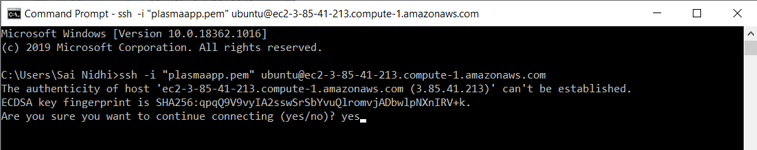 Command Prompt - ssh -i "plasmaapp.pem" ubuntu@ec2-3-85-41-213.compute-1.amazonaws.com
Microsoft Windows [Version 10.0.18362.1016]
(c) 2019 Microsoft Corporation. All rights reserved.
C:\Users\Sai Nidhi>ssh -i "plasmaapp.pem" ubuntu@ec2-3-85-41-213.compute-1.amazonaws.com
The authenticity of host 'ec2-3-85-41-213.compute-1.amazonaws.com (3.85.41.213)' can't be established.
ECDSA key fingerprint is SHA256:qpqQ9V9vyIA2sswSrSbYvuQlromvjADBwlpNXnIRV+k.
Are you sure you want to continue connecting (yes/no)? yes